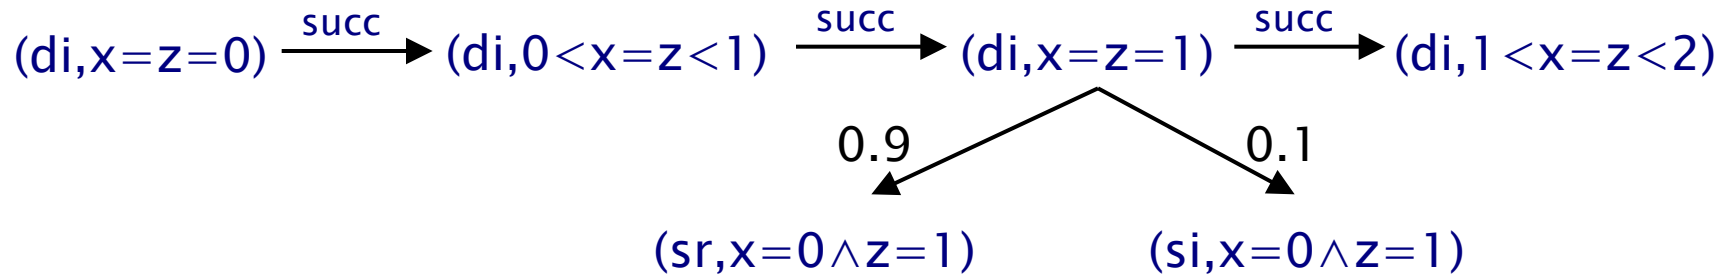 succ succ succ
(di,x=z=0) (di,0<x=z<1) (di,x=z=1) (di,1<x=z<2)
0.9 0.1
(sr,x=0∧z=1) (si,x=0∧z=1)